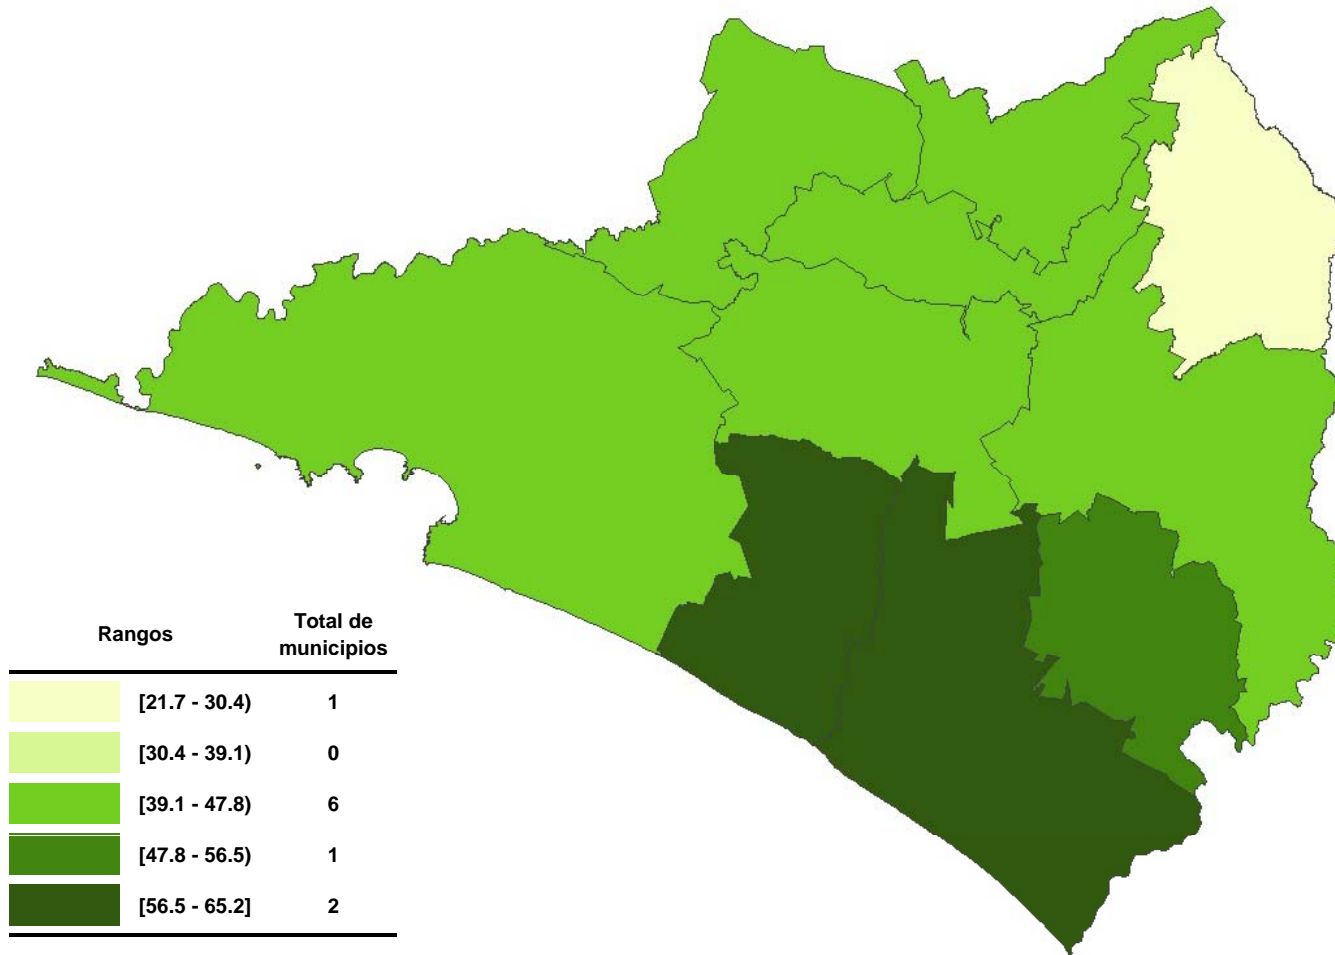 Rangos
Total de
municipios
[21.7 - 30.4)
1
[30.4 - 39.1)
0
[39.1 - 47.8)
6
[47.8 - 56.5)
1
[56.5 - 65.2]
2